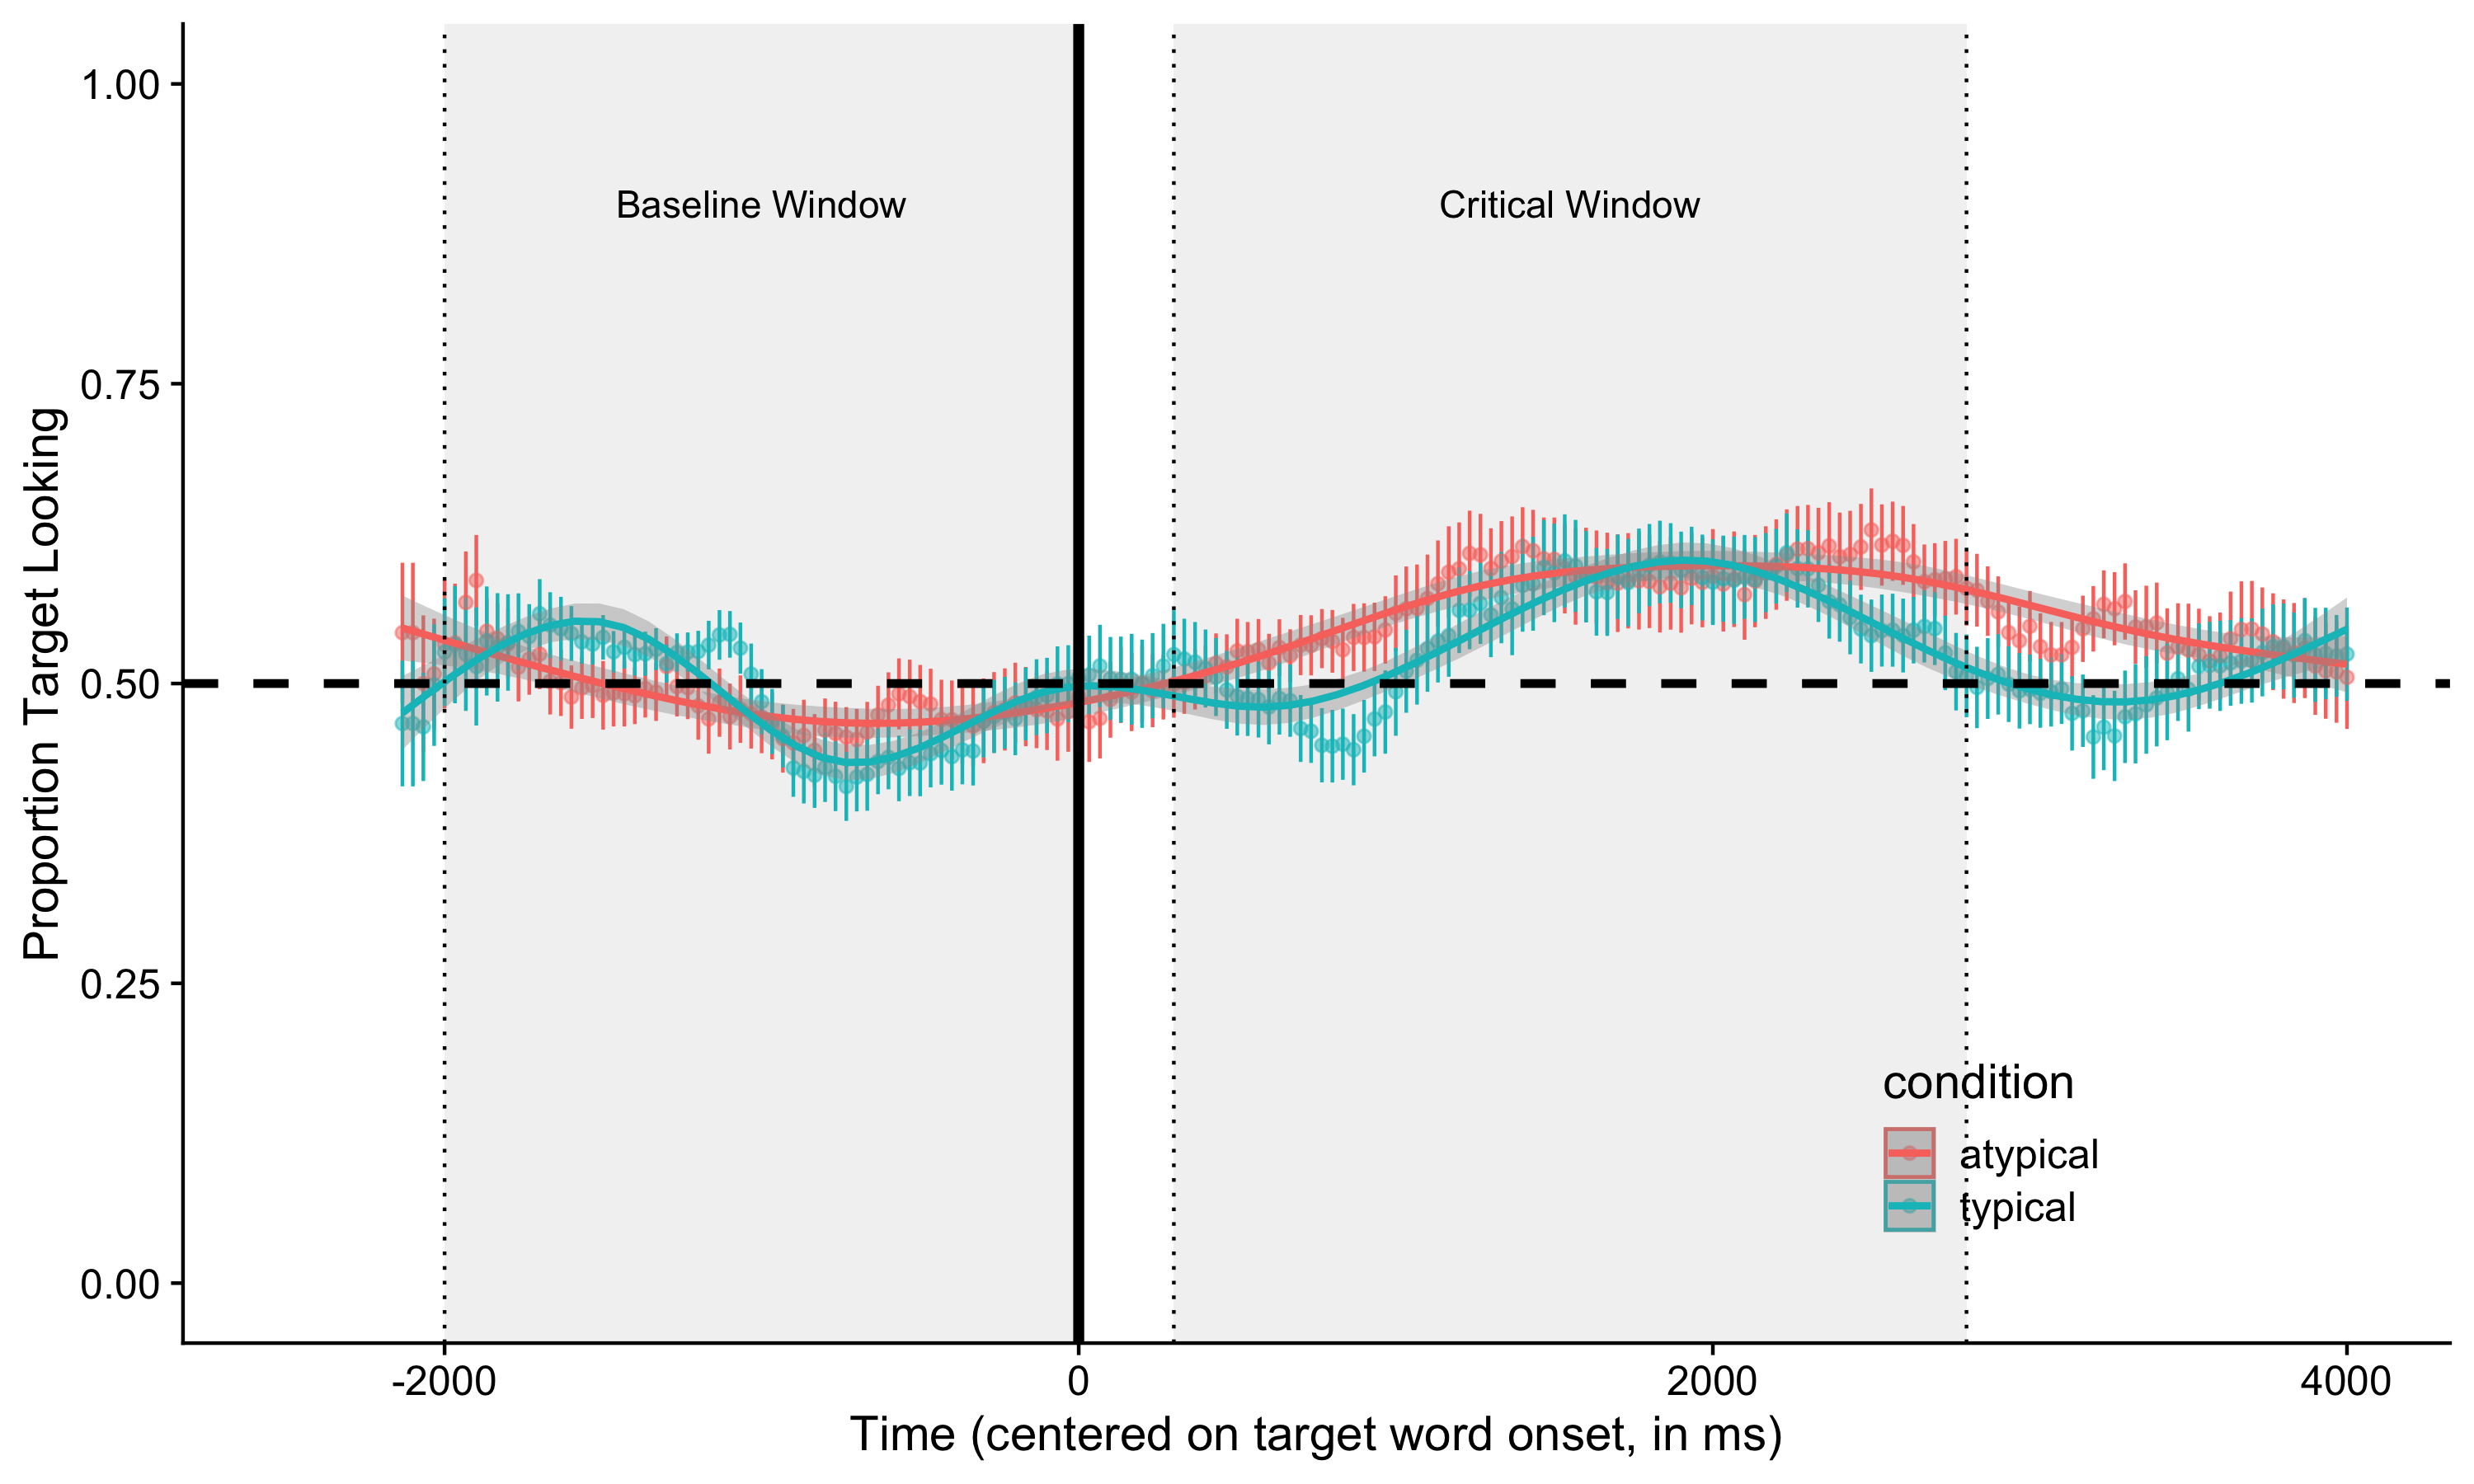 1.00
0.75
0.50
0.25
0.00
Proportion Target Looking
Baseline Window
Critical Window
condition
atypical
typical
-2000
0
2000
4000
Time (centered on target word onset, in ms)